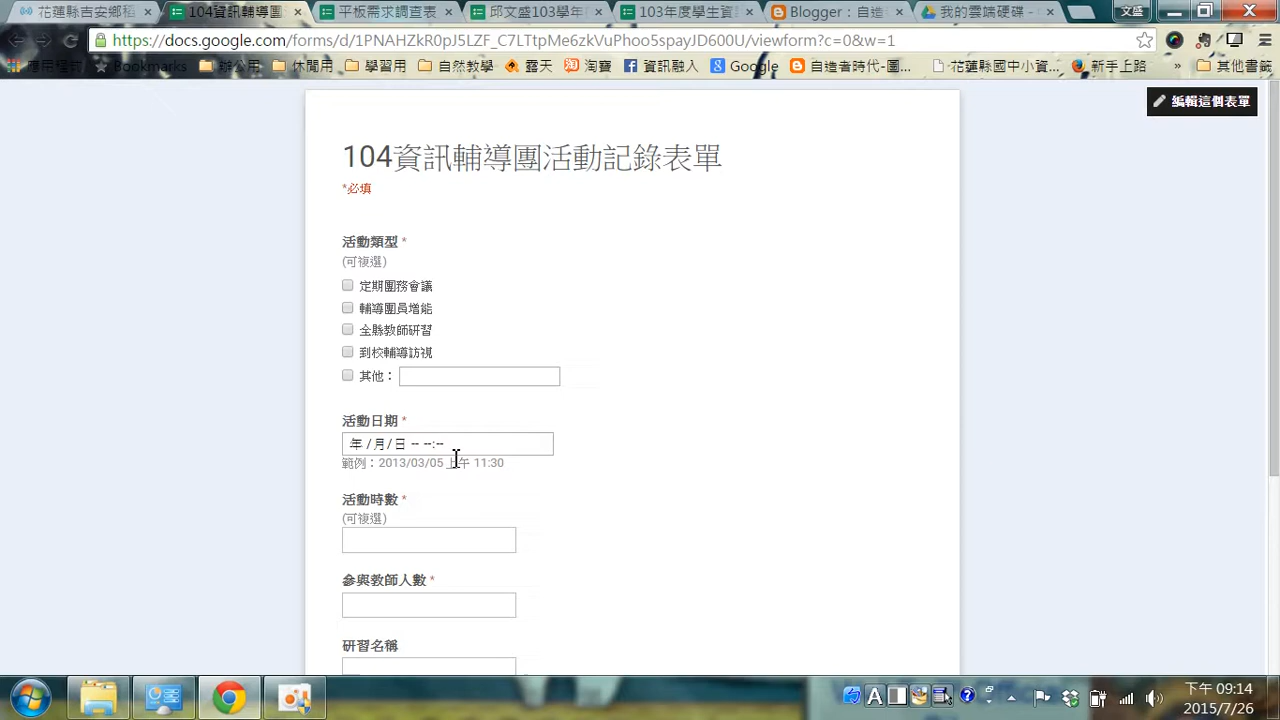 花蓮縣吉安鄉稻
104資訊輔導團
平板需求調查表
邱文盛103學年
103年度學生資
Blogger：自造
我的雲端硬碟 -
文盛
https://docs.google.com/forms/d/1PNAHZkR0pJ5LZF_C7LTtpMa6zkVuPhoo5spayJD600U/viewform?c=0&w=1
應用程式 Bookmarks 辦公用 休閒用 學習用 自然教學 露天 淘寶 資訊融入 Google 自造會時代-圖... 花蓮縣國中小資... 新手上路 » 其他書籤
編輯這個表單
104資訊輔導團活動記錄表單
*必填
活動類型 *
(可複選)
定期團務會議
輔導團員增能
全縣教師研習
到校輔導訪視
其他：
活動日期 *
年 /月/日 -- --:--
範例：2013/03/05 上午 11:30
活動時數 *
(可複選)
參與教師人數 *
研習名稱
下午 09:14
2015/7/26